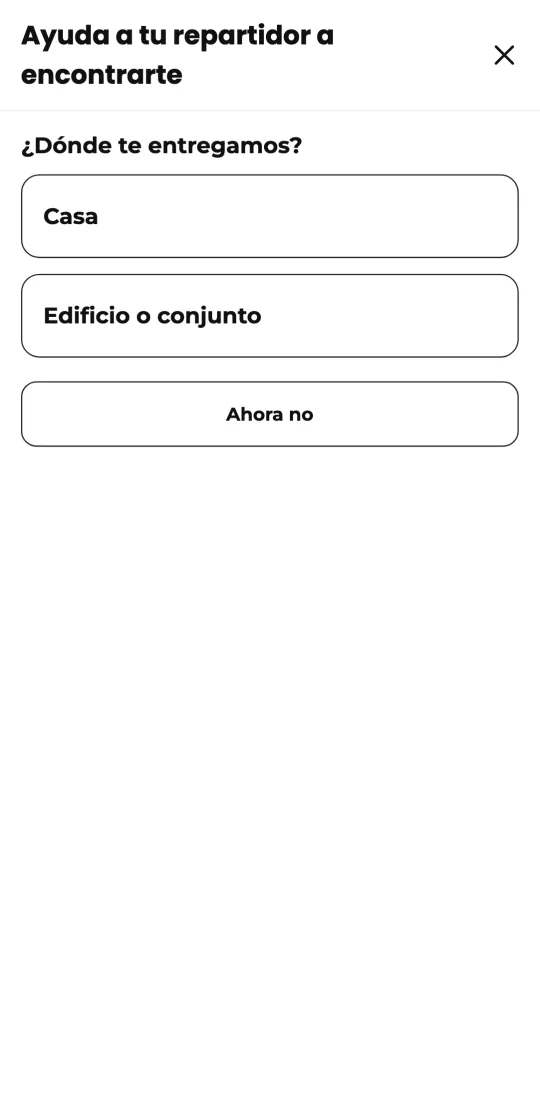 Ayuda a tu repartidor a
encontrarte
¿Dónde te entregamos?
Casa
Edificio o conjunto
Ahora no